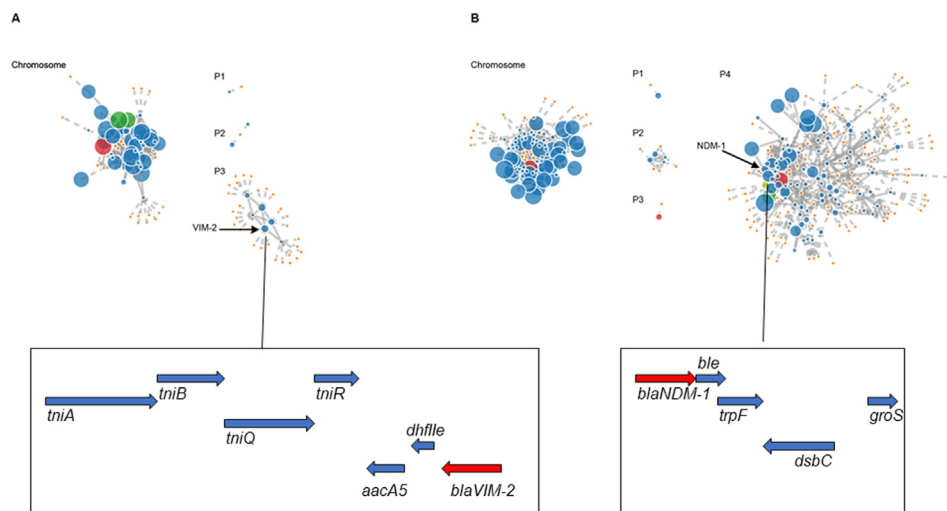 A
Chromosome
P1
P2
P3
VIM-2
tniA
tniB
tniQ
tniR
aacA5
dhfIIe
blaVIM-2
B
Chromosome
P1
P2
P3
P4
NDM-1
blaNDM-1
ble
trpF
dsbC
groS